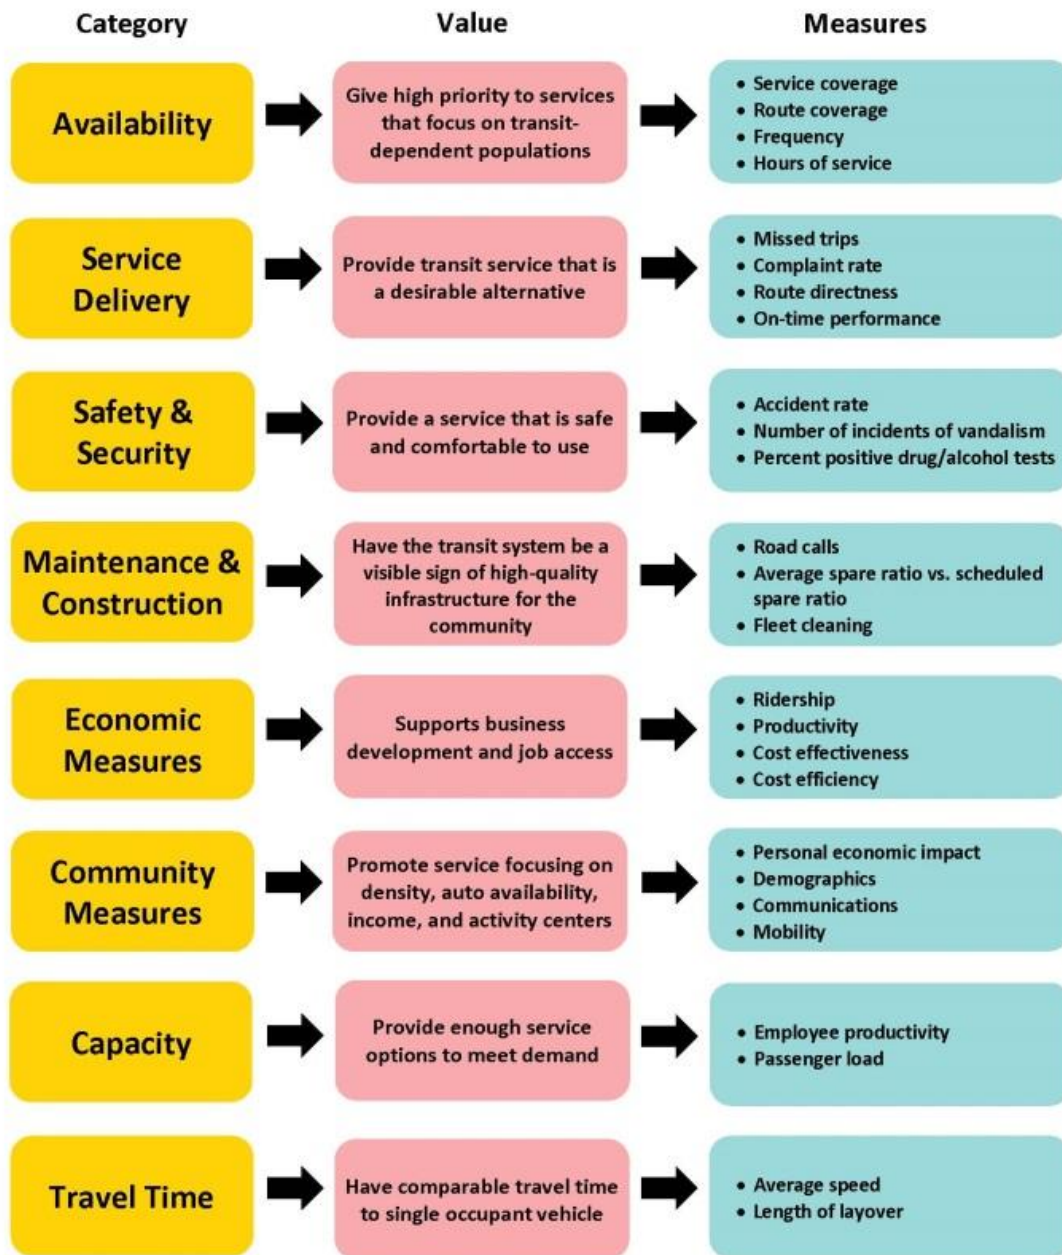 Category Value Measures
Availability
Give high priority to services
that focus on transit-
dependent populations
• Service coverage
• Route coverage
• Frequency
• Hours of service
Service
Delivery
Provide transit service that is
a desirable alternative
• Missed trips
• Complaint rate
• Route directness
• On-time performance
Safety &
Security
Provide a service that is safe
and comfortable to use
• Accident rate
• Number of incidents of vandalism
• Percent positive drug/alcohol tests
Maintenance &
Construction
Have the transit system be a
visible sign of high-quality
infrastructure for the
community
• Road calls
• Average spare ratio vs. scheduled
spare ratio
• Fleet cleaning
Economic
Measures
Supports business
development and job access
• Ridership
• Productivity
• Cost effectiveness
• Cost efficiency
Community
Measures
Promote service focusing on
density, auto availability,
income, and activity centers
• Personal economic impact
• Demographics
• Communications
• Mobility
Capacity
Provide enough service
options to meet demand
• Employee productivity
• Passenger load
Travel Time
Have comparable travel time
to single occupant vehicle
• Average speed
• Length of layover